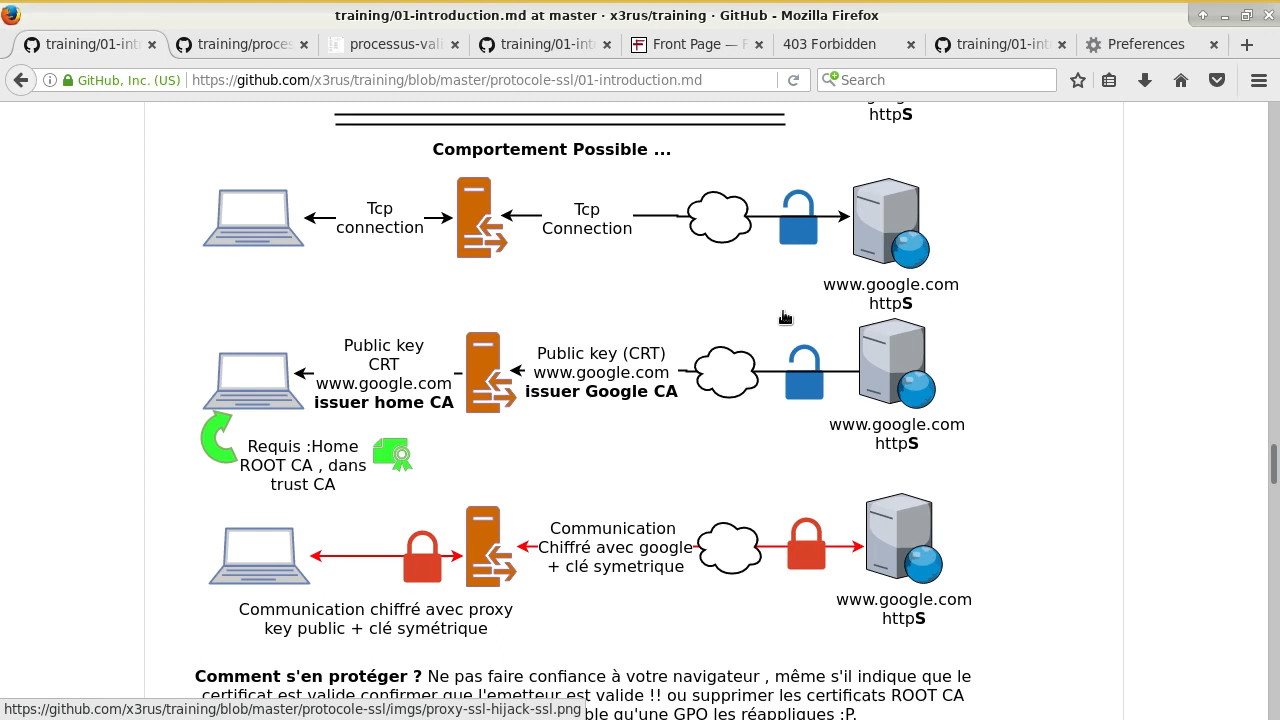 training/01-introduction.md at master · x3rus/training · GitHub - Mozilla Firefox
training/01-intr
training/proces
processus-vali
training/01-int
Front Page — F
403 Forbidden
training/01-int
Preferences
GitHub, Inc. (US)
https://github.com/x3rus/training/blob/master/protocole-ssl/01-introduction.md
Search
httpS
Comportement Possible ...
Tcp
connection
Tcp
Connection
www.google.com
httpS
Public key
CRT
www.google.com
issuer home CA
Public key (CRT)
www.google.com
issuer Google CA
www.google.com
httpS
Requis :Home
ROOT CA , dans
trust CA
Communication
Chiffré avec google
+ clé symetrique
www.google.com
httpS
Communication chiffré avec proxy
key public + clé symétrique
Comment s'en protéger ? Ne pas faire confiance à votre navigateur , même s'il indique que le
certificat est valide confirmer que l'emetteur est valide !! ou supprimer les certificats ROOT CA
ble qu'une GPO les réappliques :P.
https://github.com/x3rus/training/blob/master/protocole-ssl/imgs/proxy-ssl-hijack-ssl.png